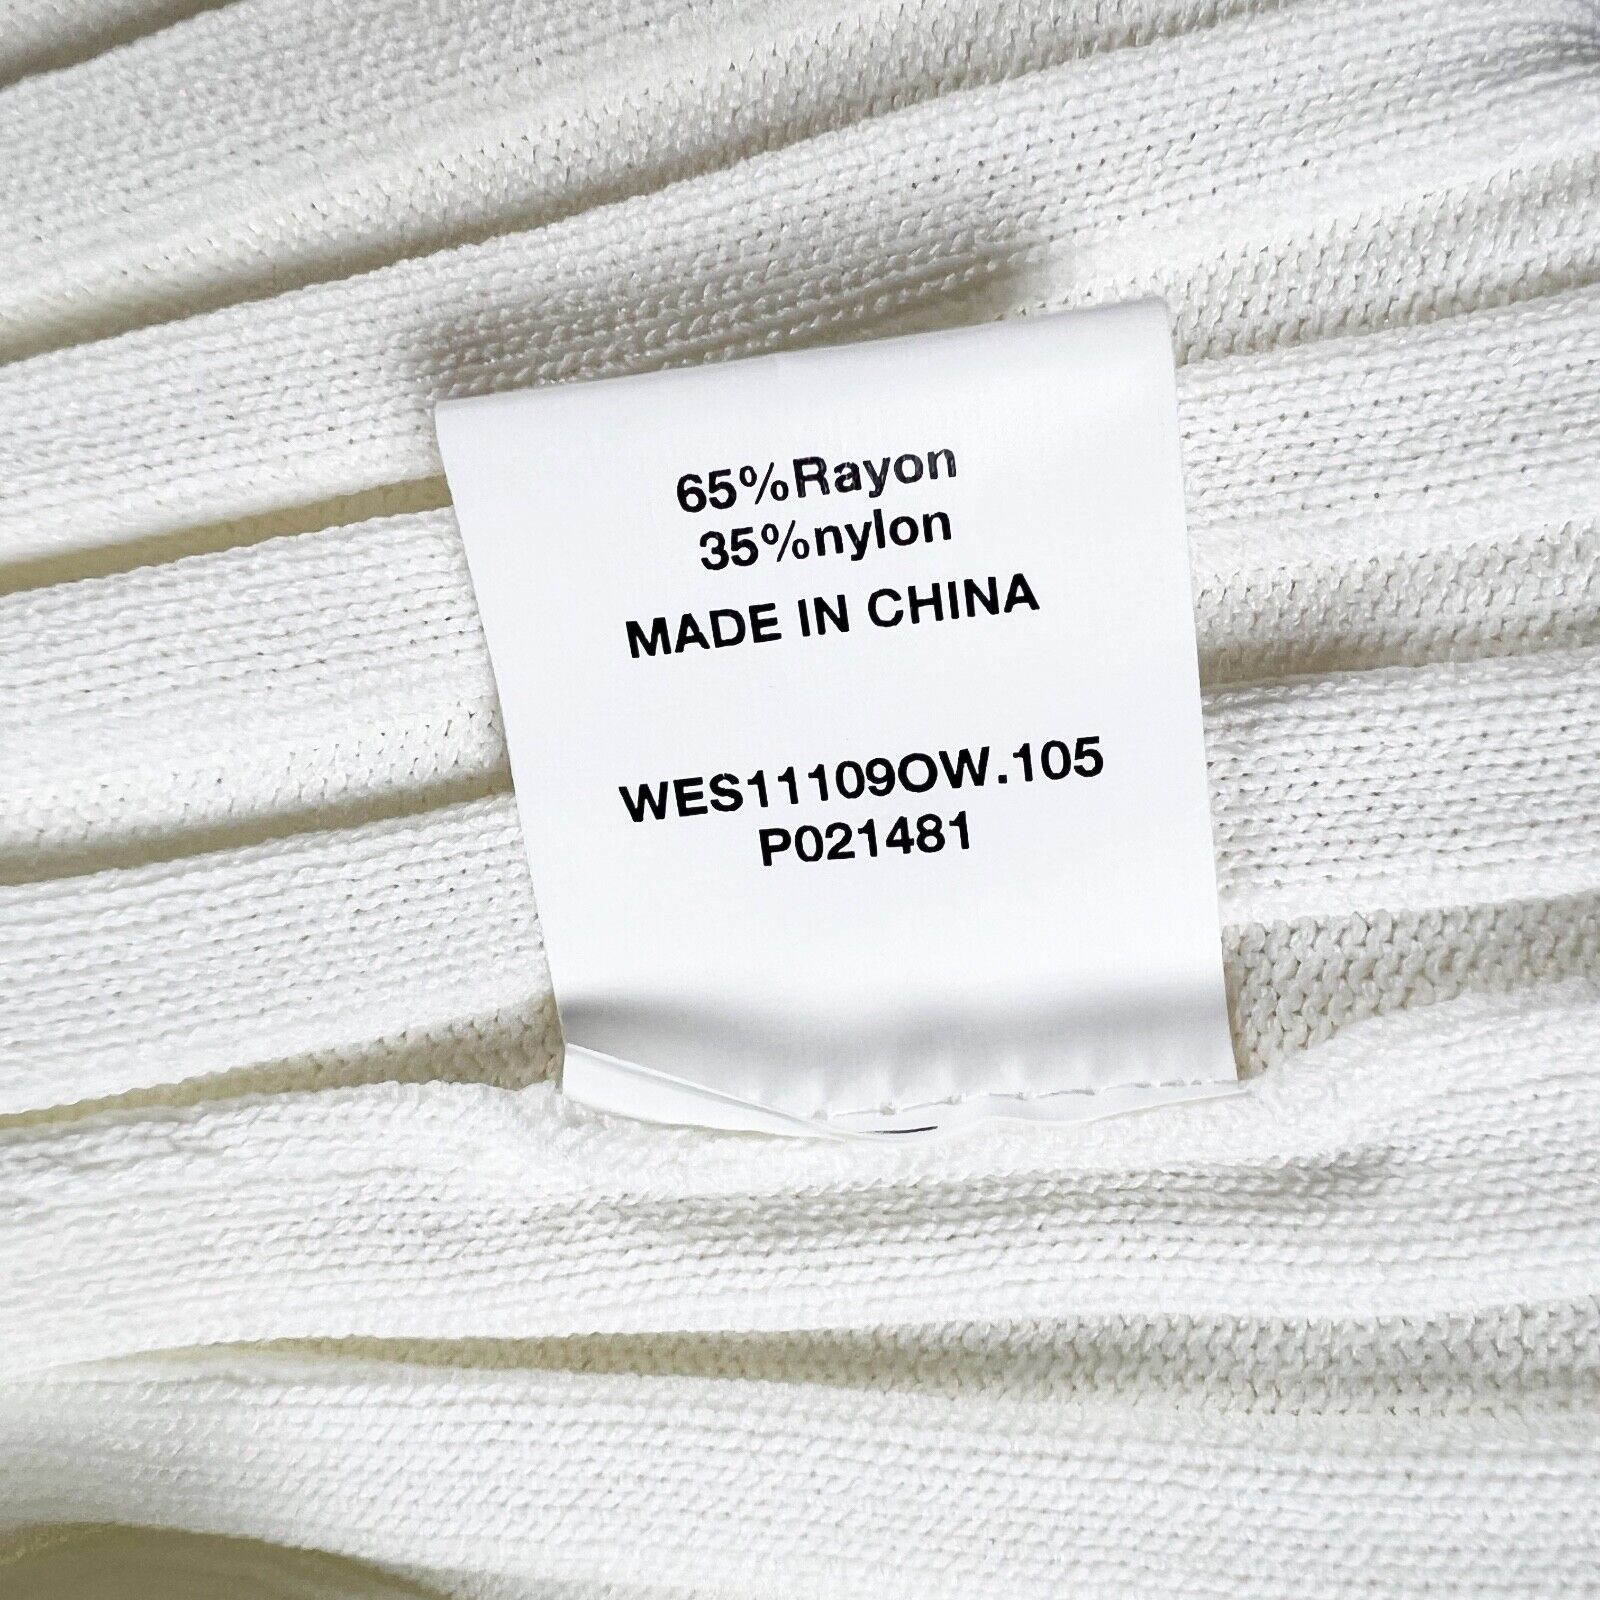 65%Rayon
35%nylon
MADE IN CHINA
WES11109OW.105
P021481